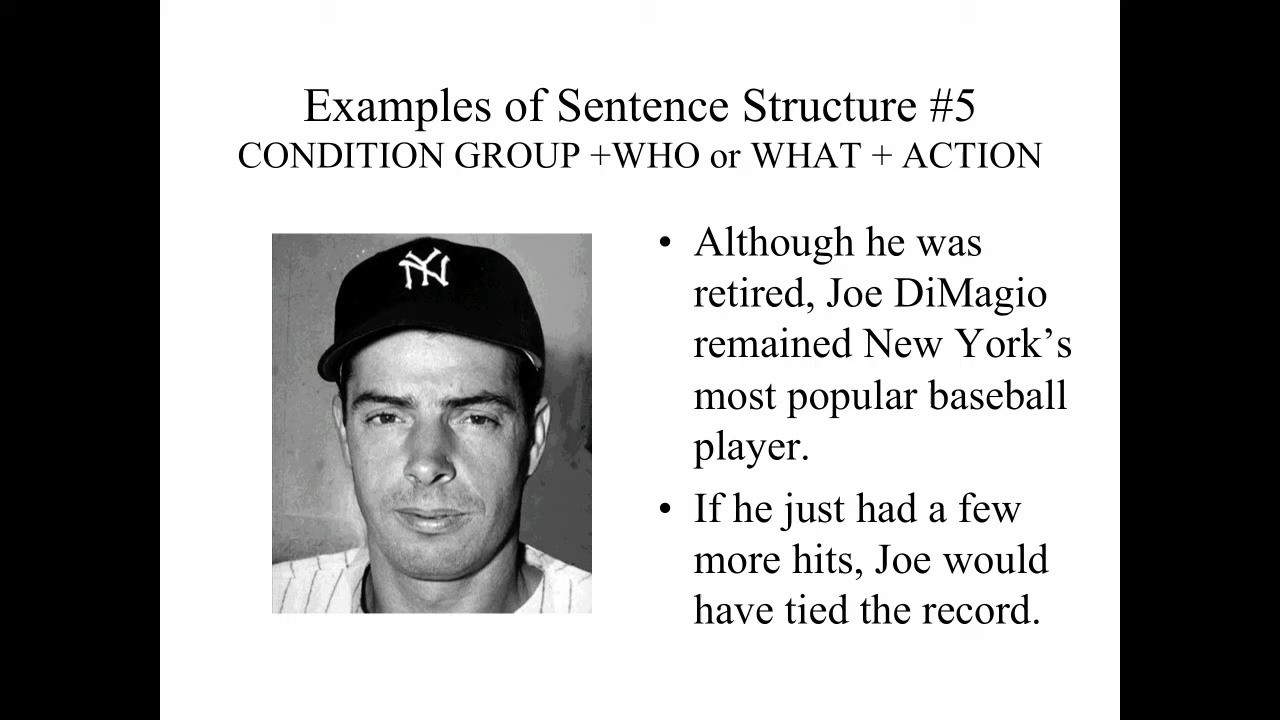 Examples of Sentence Structure #5
CONDITION GROUP +WHO or WHAT + ACTION
NY
• Although he was
retired, Joe DiMagio
remained New York’s
most popular baseball
player.
• If he just had a few
more hits, Joe would
have tied the record.